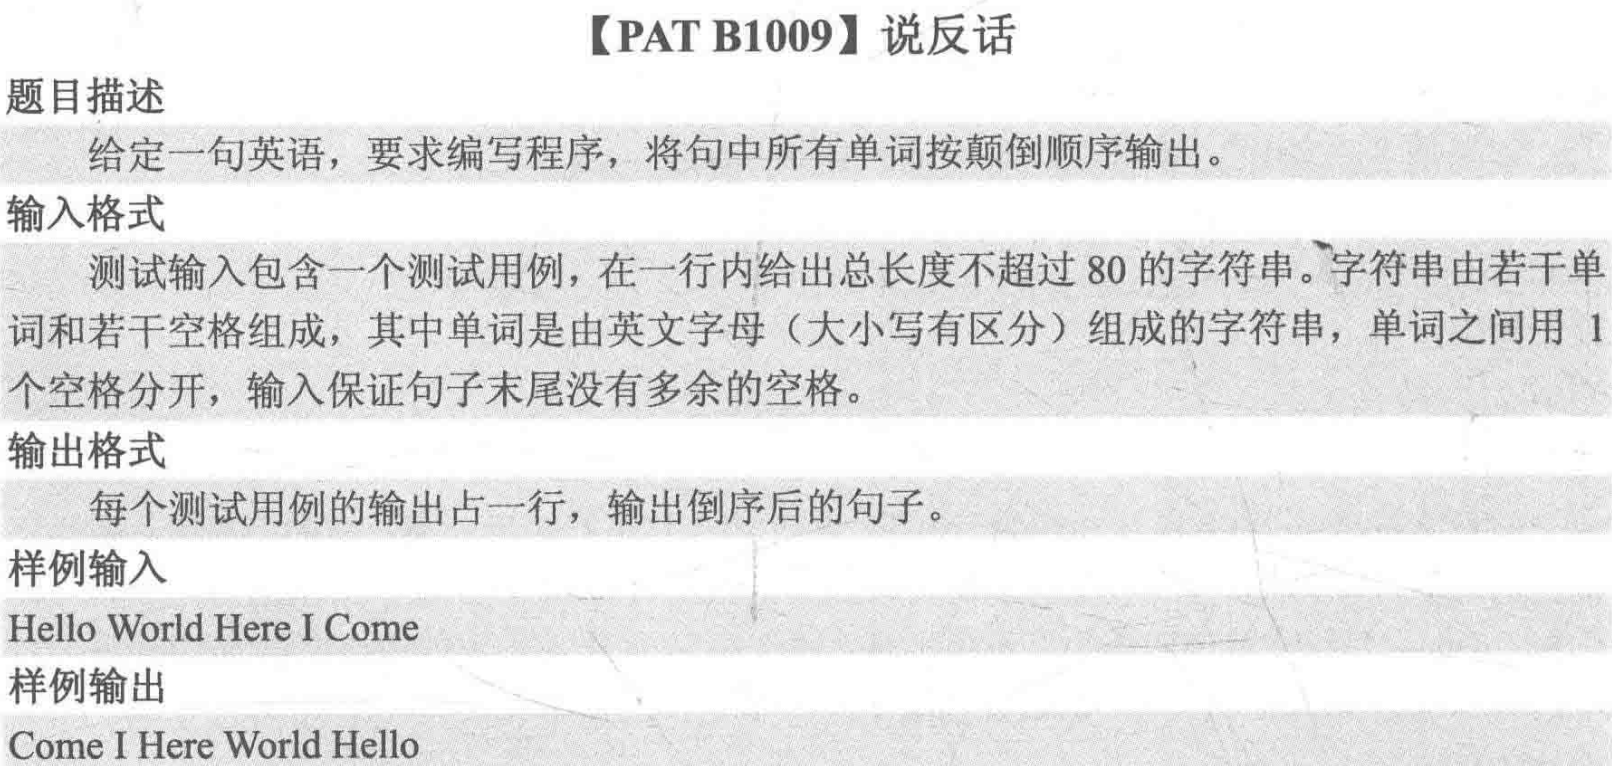 【PAT B1009】说反话
题目描述
给定一句英语，要求编写程序，将句中所有单词按颠倒顺序输出。
输入格式
测试输入包含一个测试用例，在一行内给出总长度不超过 80 的字符串。字符串由若干单
词和若干空格组成，其中单词是由英文字母（大小写有区分）组成的字符串，单词之间用 1
个空格分开，输入保证句子末尾没有多余的空格。
输出格式
每个测试用例的输出占一行，输出倒序后的句子。
样例输入
Hello World Here I Come
样例输出
Come I Here World Hello